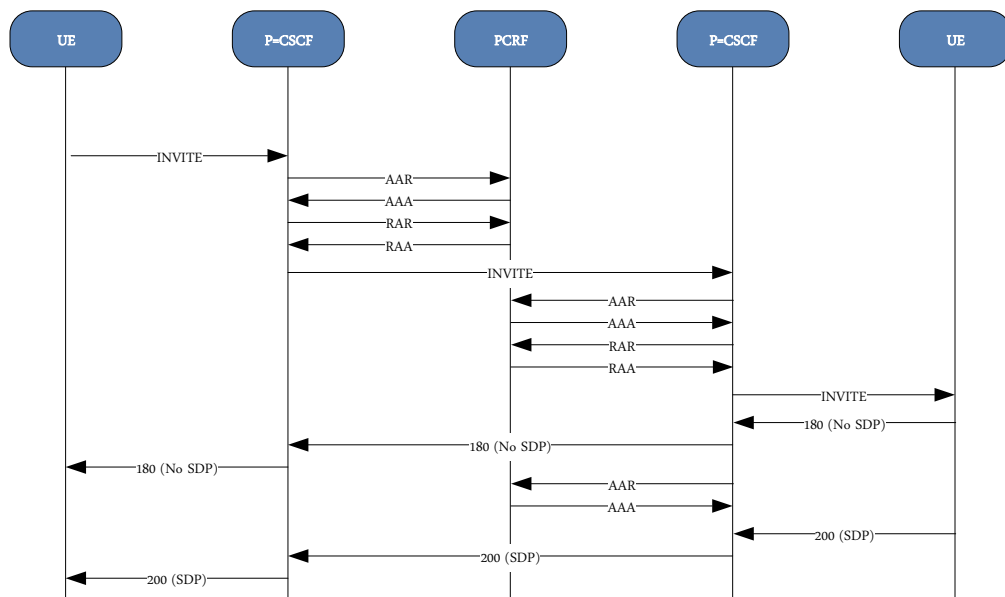 UE
P=CSCF
PCRF
P=CSCF
UE
INVITE
AAR
AAA
RAR
RAA
INVITE
AAR
AAA
RAR
RAA
INVITE
180 (No SDP)
180 (No SDP)
180 (No SDP)
AAR
AAA
200 (SDP)
200 (SDP)
200 (SDP)